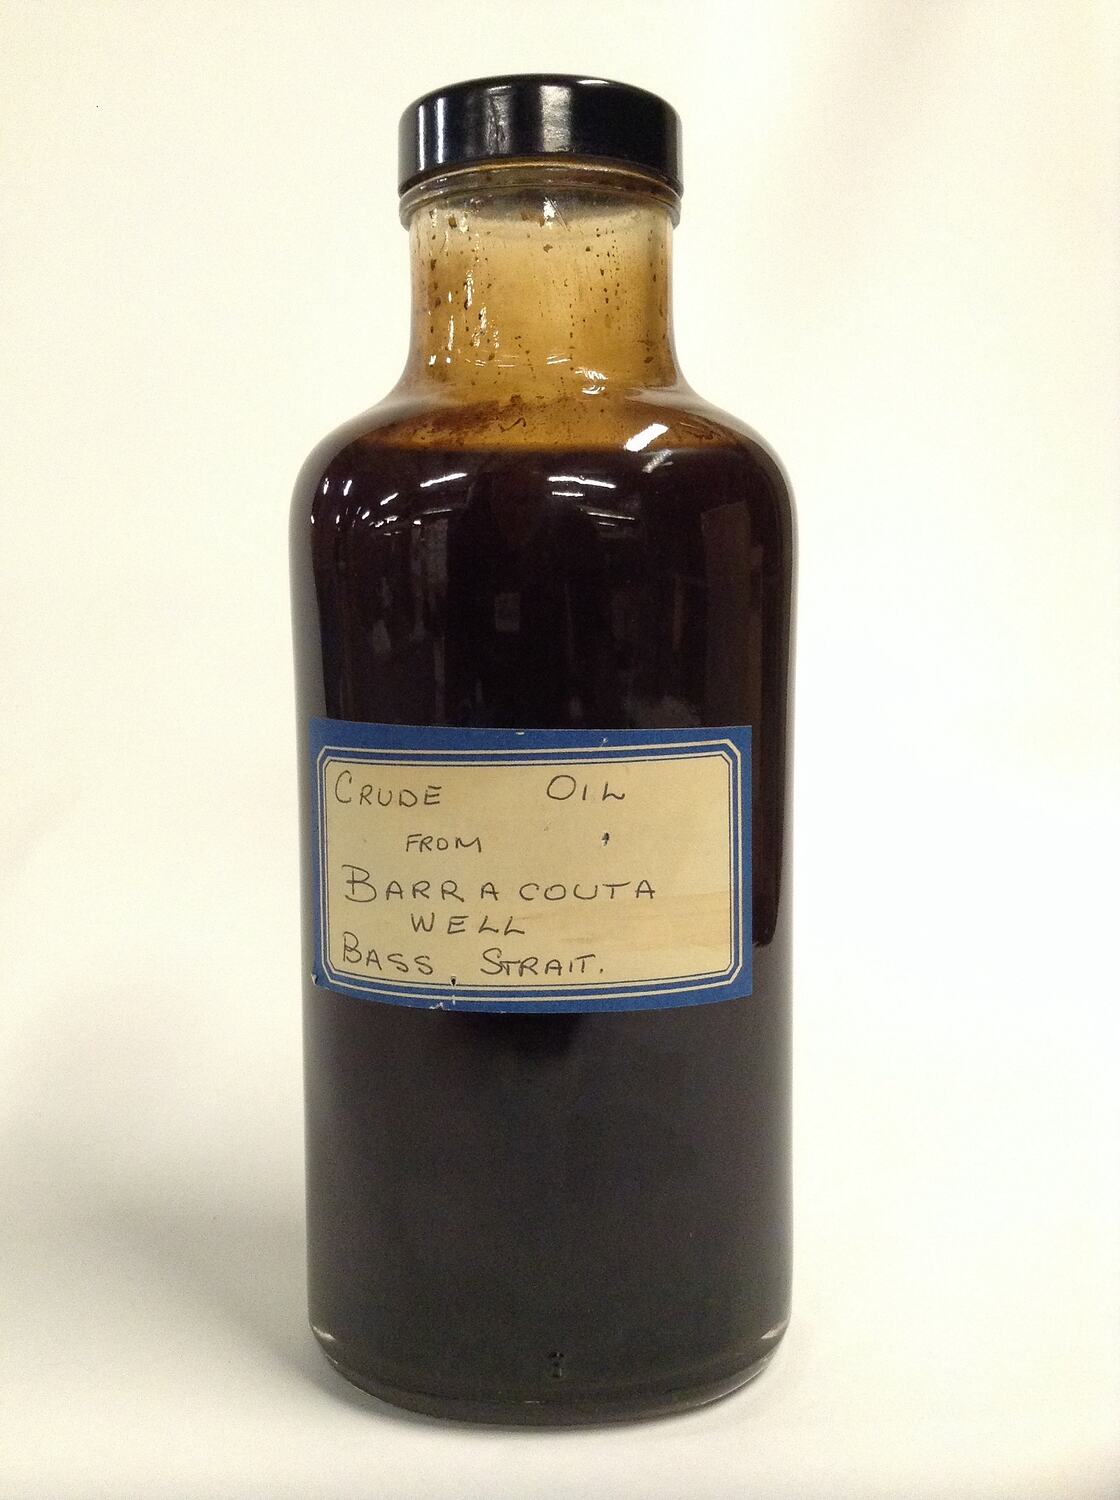 CRUDE OIL
FROM
BARRACOUTA
WELL
BASS STRAIT.